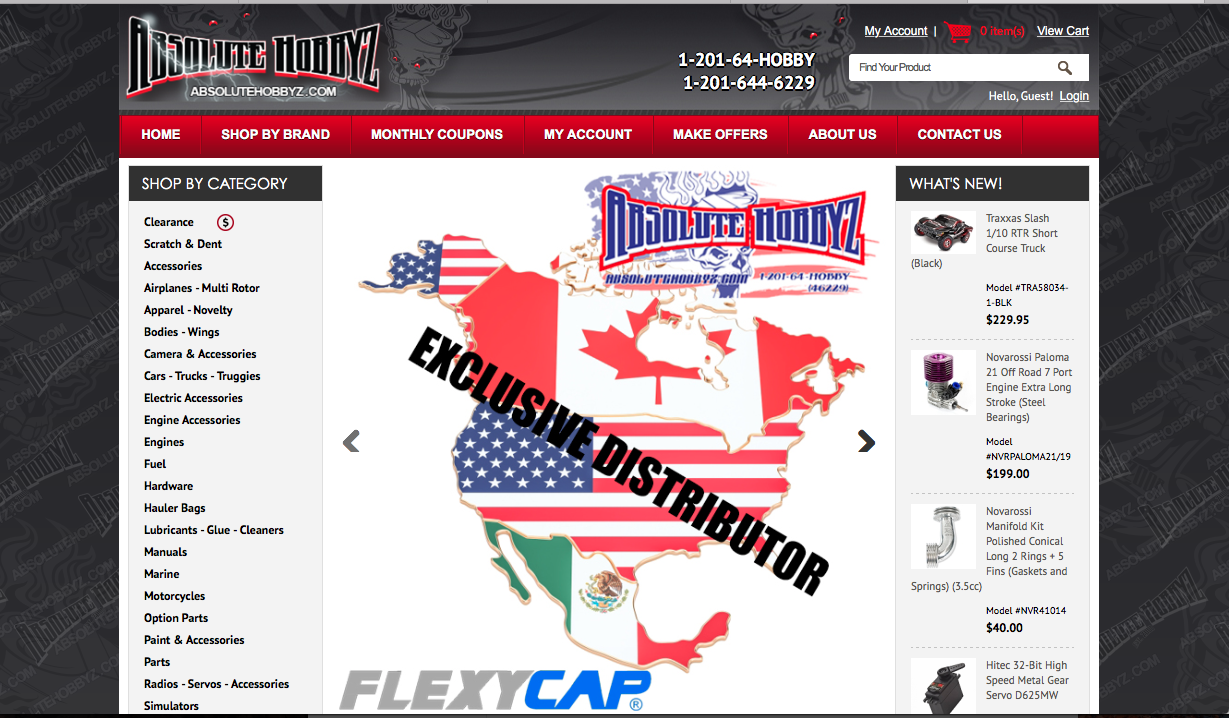 ABSOLUTE HOBBYZ
ABSOLUTEHOBBYZ.COM
1-201-64-HOBBY
1-201-644-6229
My Account | 0 item(s) View Cart
Find Your Product
Hello, Guest! Login
HOME SHOP BY BRAND MONTHLY COUPONS MY ACCOUNT MAKE OFFERS ABOUT US CONTACT US
SHOP BY CATEGORY
Clearance $
Scratch & Dent
Accessories
Airplanes - Multi Rotor
Apparel - Novelty
Bodies - Wings
Camera & Accessories
Cars - Trucks - Truggies
Electric Accessories
Engine Accessories
Engines
Fuel
Hardware
Hauler Bags
Lubricants - Glue - Cleaners
Manuals
Marine
Motorcycles
Option Parts
Paint & Accessories
Parts
Radios - Servos - Accessories
Simulators
ABSOLUTE HOBBYZ
ABSOLUTEHOBBYZ.COM 1-201-64-HOBBY
(46229)
EXCLUSIVE DISTRIBUTOR
FLEXYCAP®
WHAT'S NEW!
Traxxas Slash
1/10 RTR Short
Course Truck
(Black)
Model #TRA58034-
1-BLK
$229.95
Novarossi Paloma
21 Off Road 7 Port
Engine Extra Long
Stroke (Steel
Bearings)
Model
#NVRPALOMA21/19
$199.00
Novarossi
Manifold Kit
Polished Conical
Long 2 Rings + 5
Fins (Gaskets and
Springs) (3.5cc)
Model #NVR41014
$40.00
Hitec 32-Bit High
Speed Metal Gear
Servo D625MW